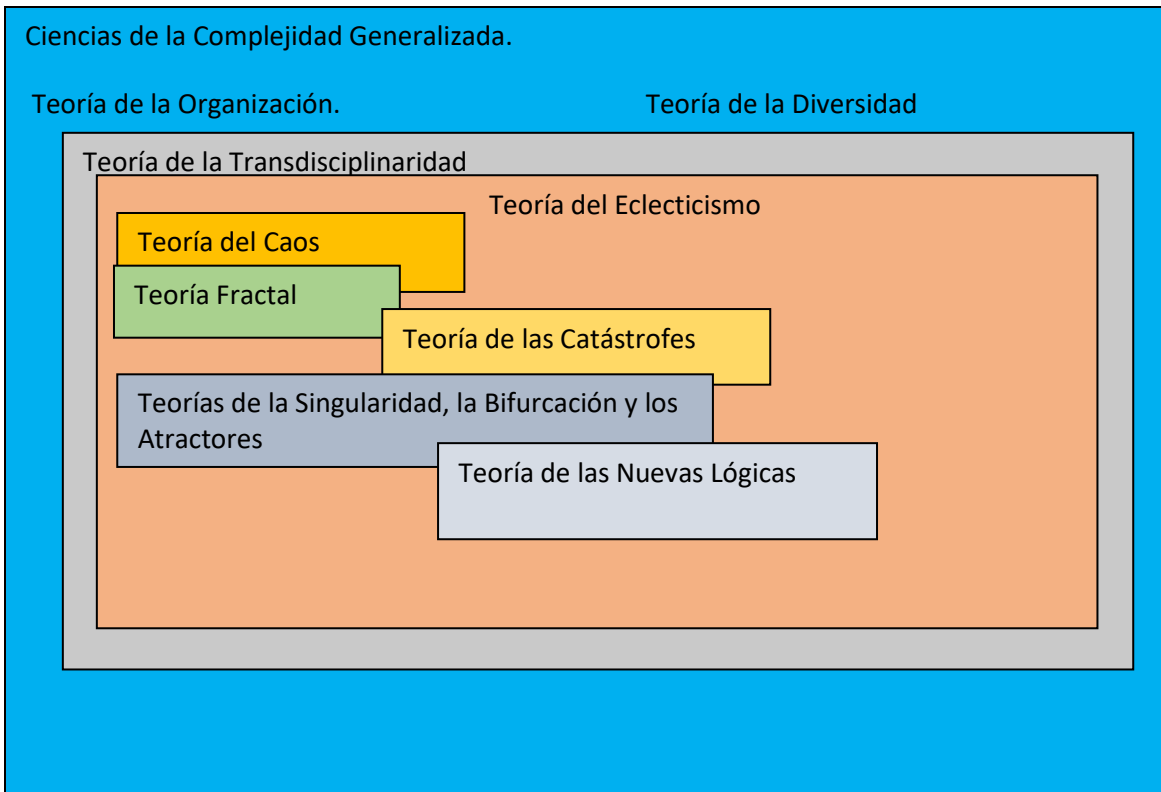 Ciencias de la Complejidad Generalizada.
Teoría de la Organización.
Teoría de la Diversidad
Teoría de la Transdisciplinaridad
Teoría del Eclecticismo
Teoría del Caos
Teoría Fractal
Teoría de las Catástrofes
Teorías de la Singularidad, la Bifurcación y los
Atractores
Teoría de las Nuevas Lógicas